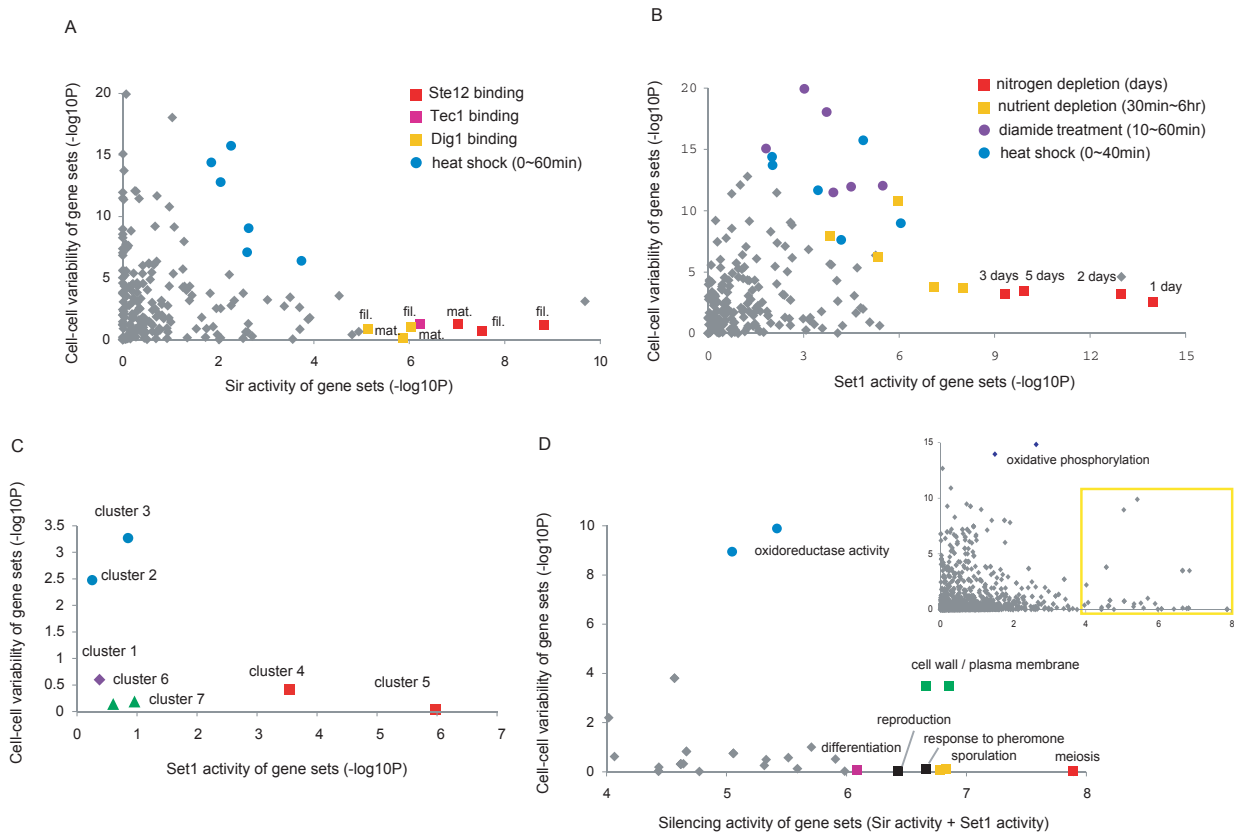 A
Cell-cell variability of gene sets (-log10P)
20
15
10
5
0
0 2 4 6 8 10
Sir activity of gene sets (-log10P)
Ste12 binding
Tec1 binding
Dig1 binding
heat shock (0~60min)
fil. fil. mat. fil.
mat. mat. fil.
B
Cell-cell variability of gene sets (-log10P)
20
15
10
5
0
0 3 6 9 12 15
Set1 activity of gene sets (-log10P)
nitrogen depletion (days)
nutrient depletion (30min~6hr)
diamide treatment (10~60min)
heat shock (0~40min)
3 days 5 days 2 days
1 day
C
Cell-cell variability of gene sets (-log10P)
3.5
3
2.5
2
1.5
1
0.5
0
0 1 2 3 4 5 6 7
Set1 activity of gene sets (-log10P)
cluster 3
cluster 2
cluster 1
cluster 6
cluster 7
cluster 4
cluster 5
D
Cell-cell variability of gene sets (-log10P)
10
8
6
4
2
0
4 5 6 7 8
Silencing activity of gene sets (Sir activity + Set1 activity)
15
10
5
0
0 2 4 6 8
oxidative phosphorylation
oxidoreductase activity
cell wall / plasma membrane
reproduction
response to pheromone
differentiation
sporulation
meiosis